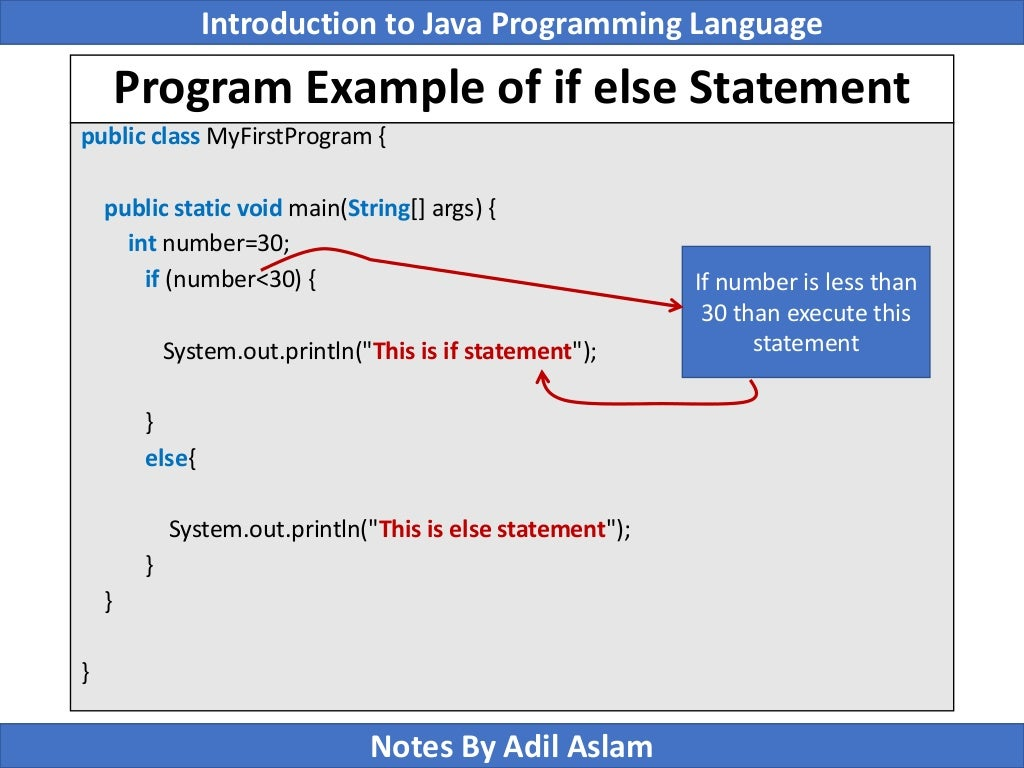 Introduction to Java Programming Language
Program Example of if else Statement
public class MyFirstProgram {
public static void main(String[] args) {
int number=30;
if (number<30) {
If number is less than
30 than execute this
statement
System.out.println("This is if statement");
}
else{
System.out.println("This is else statement");
}
}
}
Notes By Adil Aslam